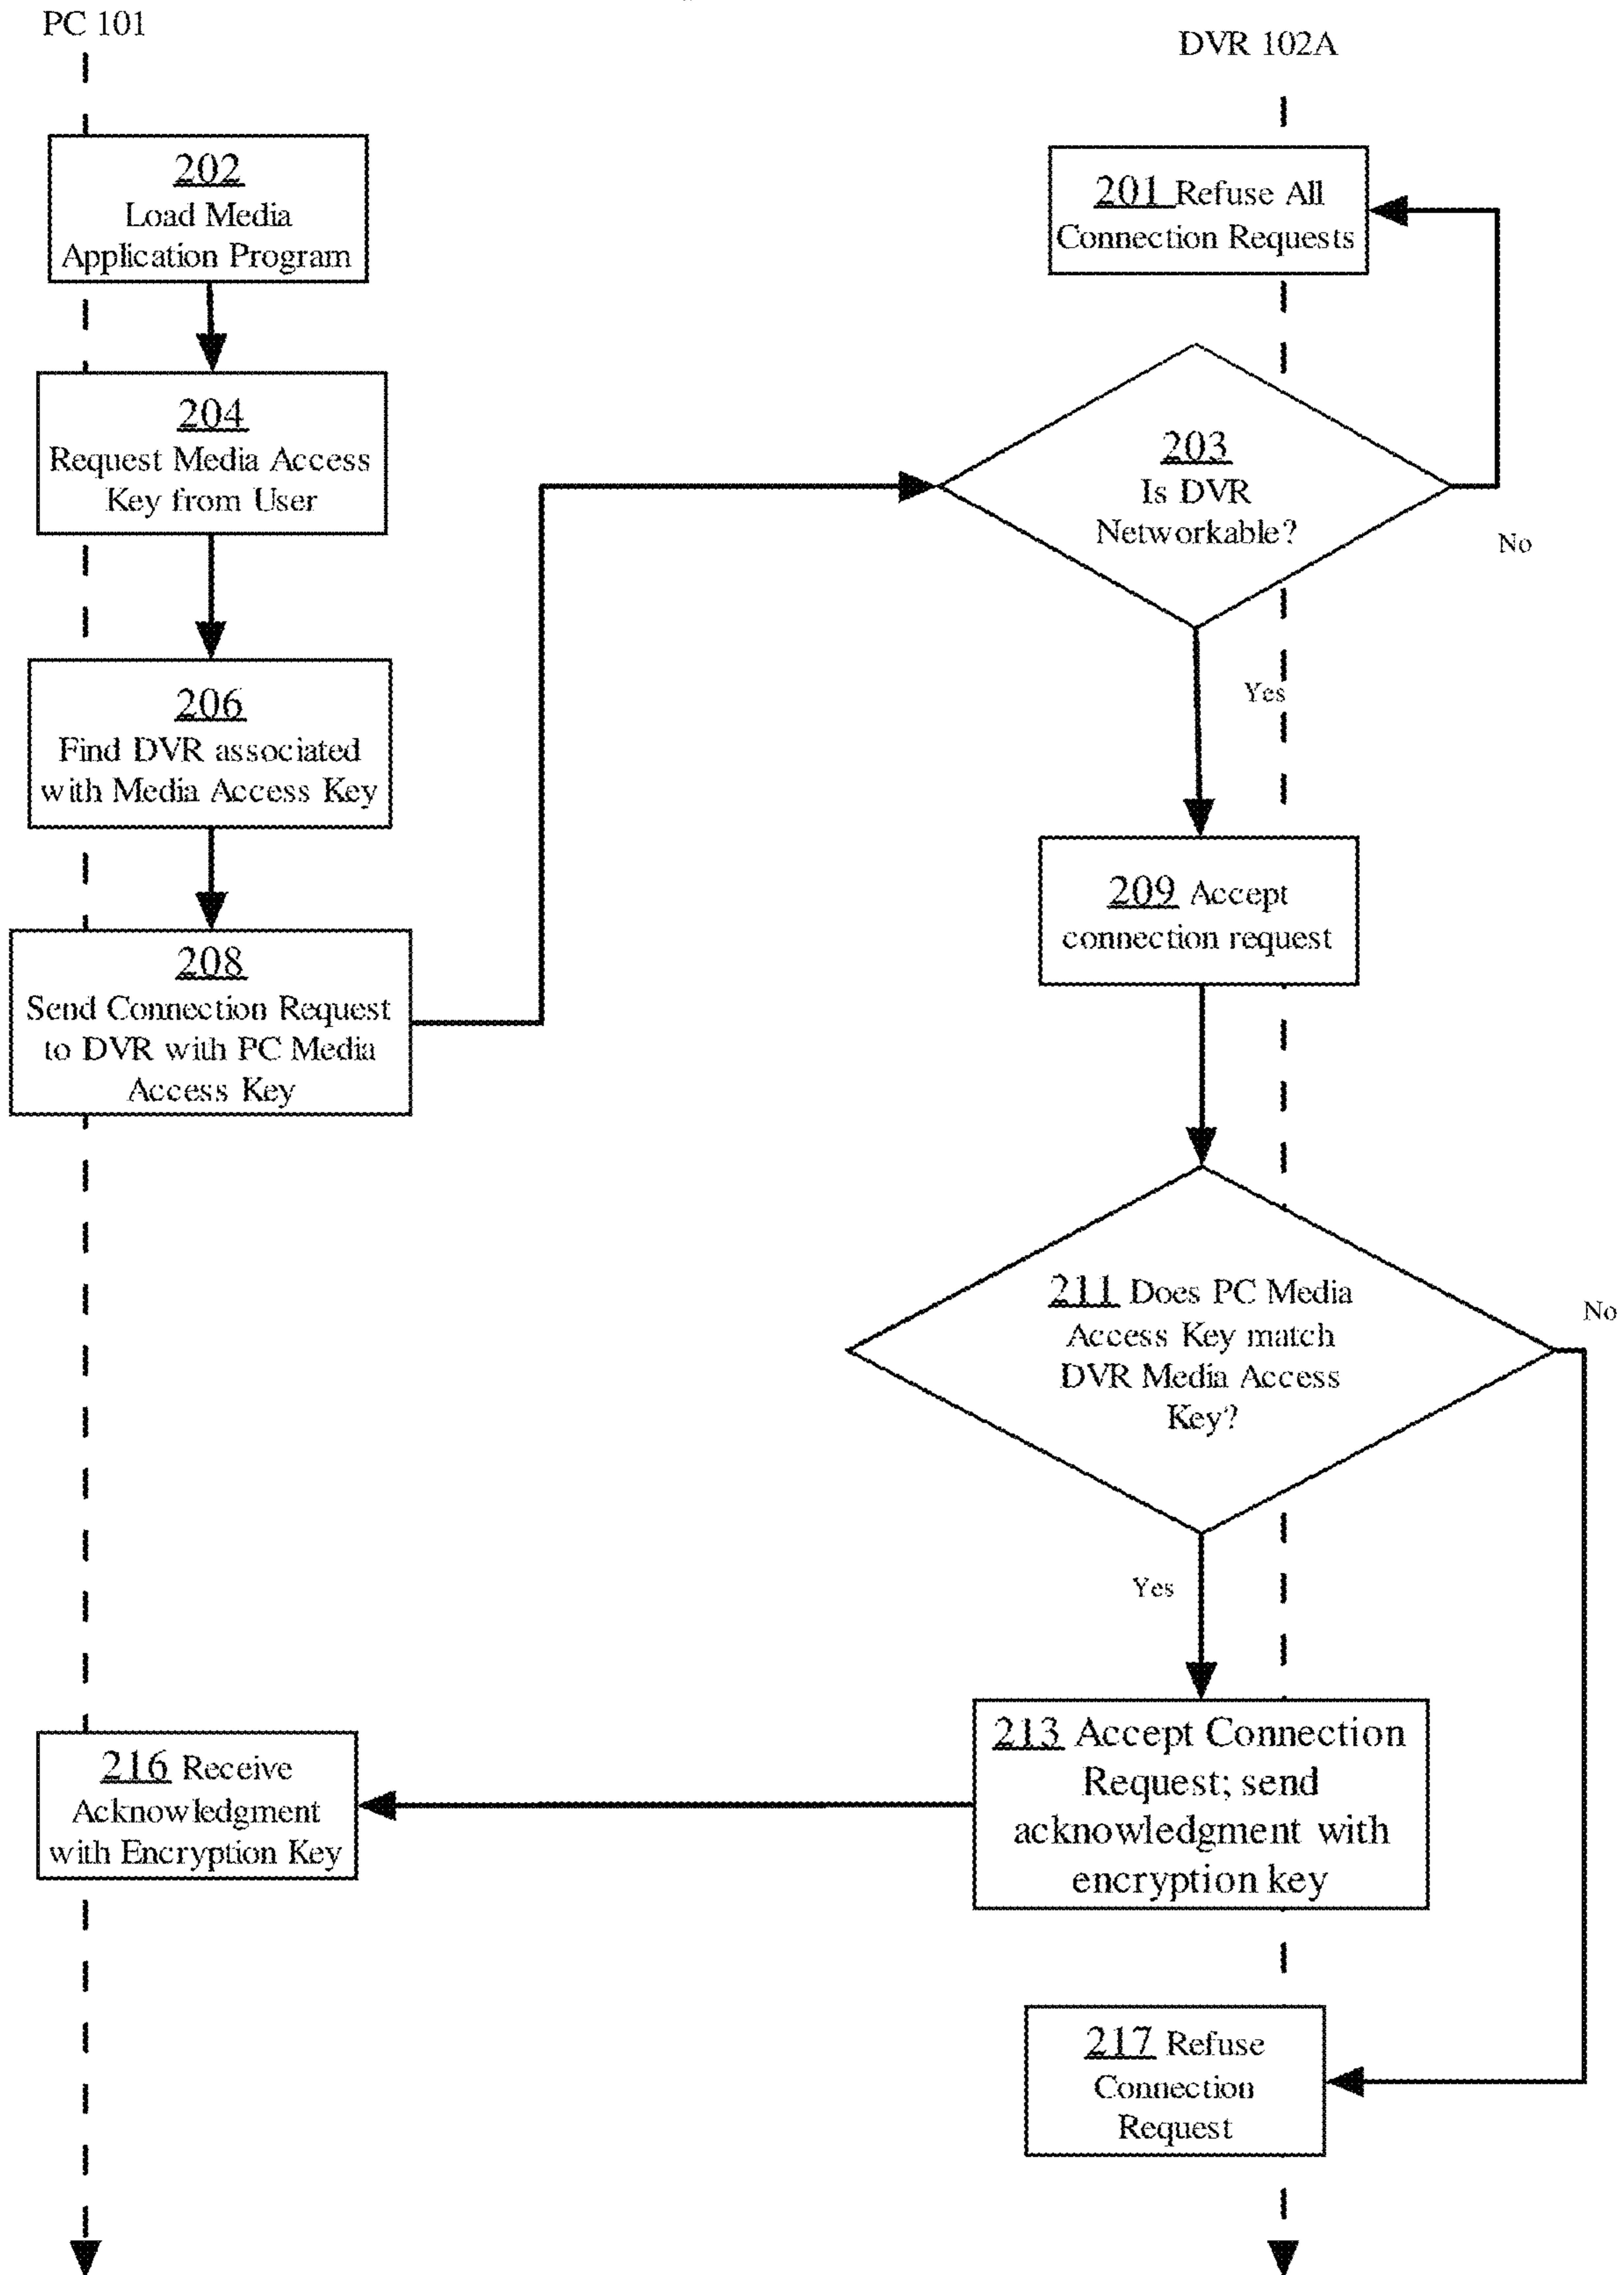 PC 101
DVR 102A
202
Load Media
Application Program
201 Refuse All
Connection Requests
204
Request Media Access
Key from User
203
Is DVR
Networkable?
No
Yes
206
Find DVR associated
with Media Access Key
209 Accept
connection request
208
Send Connection Request
to DVR with PC Media
Access Key
211 Does PC Media
Access Key match
DVR Media Access
Key?
No
Yes
213 Accept Connection
Request; send
acknowledgment with
encryption key
216 Receive
Acknowledgment
with Encryption Key
217 Refuse
Connection
Request